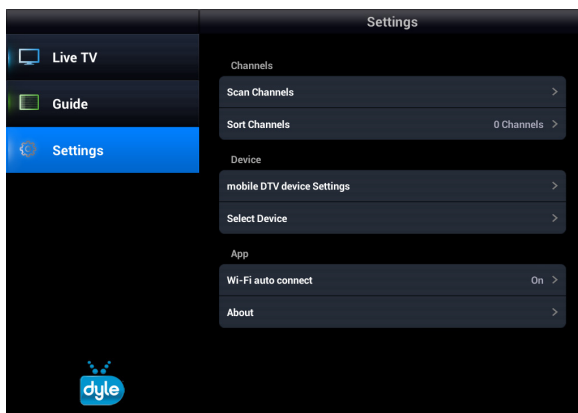 Settings
Live TV
Guide
Settings
dyle
Channels
Scan Channels
Sort Channels 0 Channels
Device
mobile DTV device Settings
Select Device
App
Wi-Fi auto connect On
About